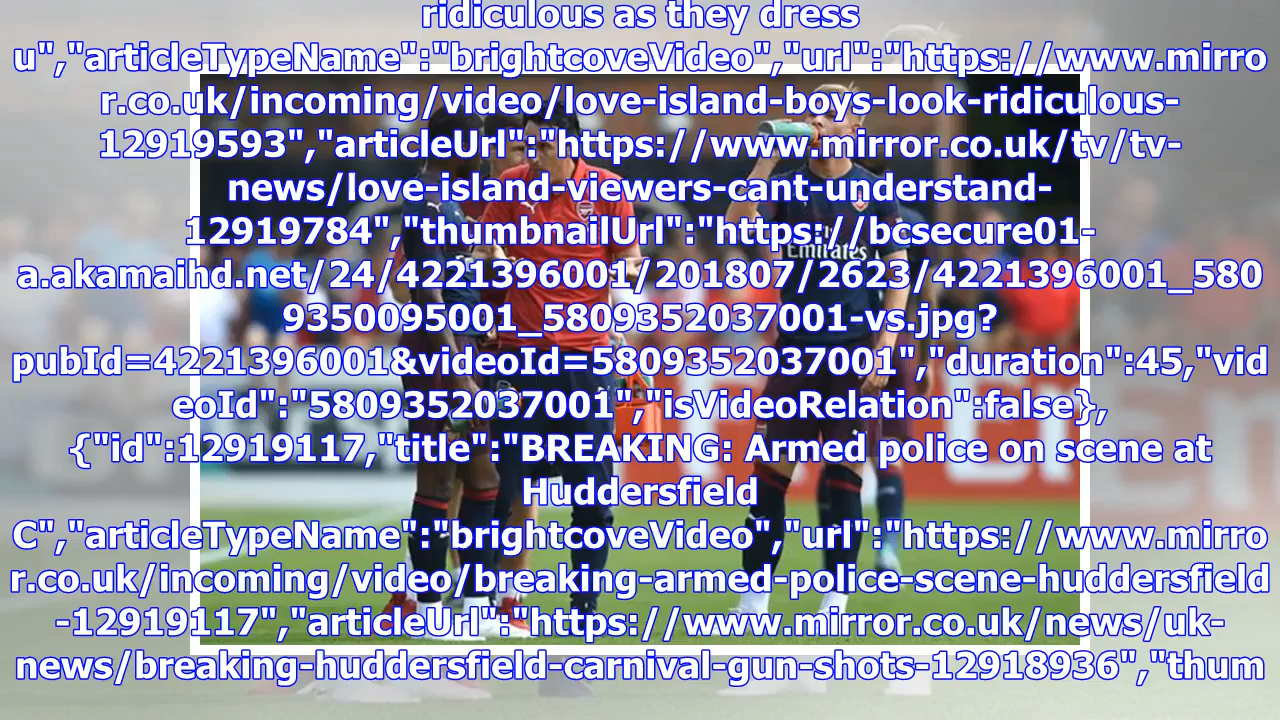 ridiculous as they dress
u","articleTypeName":"brightcoveVideo","url":"https://www.mirro
r.co.uk/incoming/video/love-island-boys-look-ridiculous-
12919593","articleUrl":"https://www.mirror.co.uk/tv/tv-
news/love-island-viewers-cant-understand-
12919784","thumbnailUrl":"https://bcsecure01-
a.akamaihd.net/24/4221396001/201807/2623/4221396001_580
9350095001_5809352037001-vs.jpg?
pubId=4221396001&videoId=5809352037001","duration":45,"vid
eoId":"5809352037001","isVideoRelation":false},
{"id":12919117,"title":"BREAKING: Armed police on scene at
Huddersfield
C","articleTypeName":"brightcoveVideo","url":"https://www.mirro
r.co.uk/incoming/video/breaking-armed-police-scene-huddersfield
-12919117","articleUrl":"https://www.mirror.co.uk/news/uk-
news/breaking-huddersfield-carnival-gun-shots-12918936","thum
Emirates